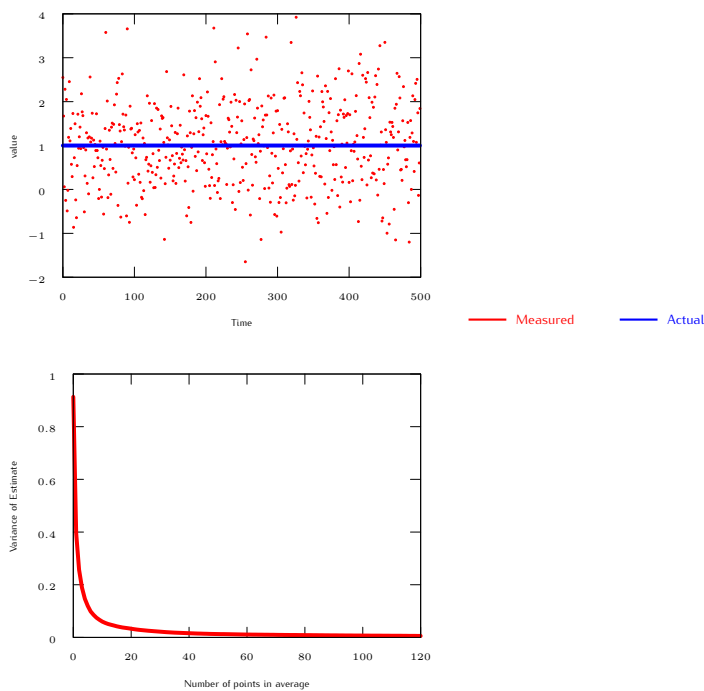 4
3
2
1
0
−1
−2
value
0 100 200 300 400 500
Time
Measured Actual
1
0.8
0.6
0.4
0.2
0
Variance of Estimate
0 20 40 60 80 100 120
Number of points in average